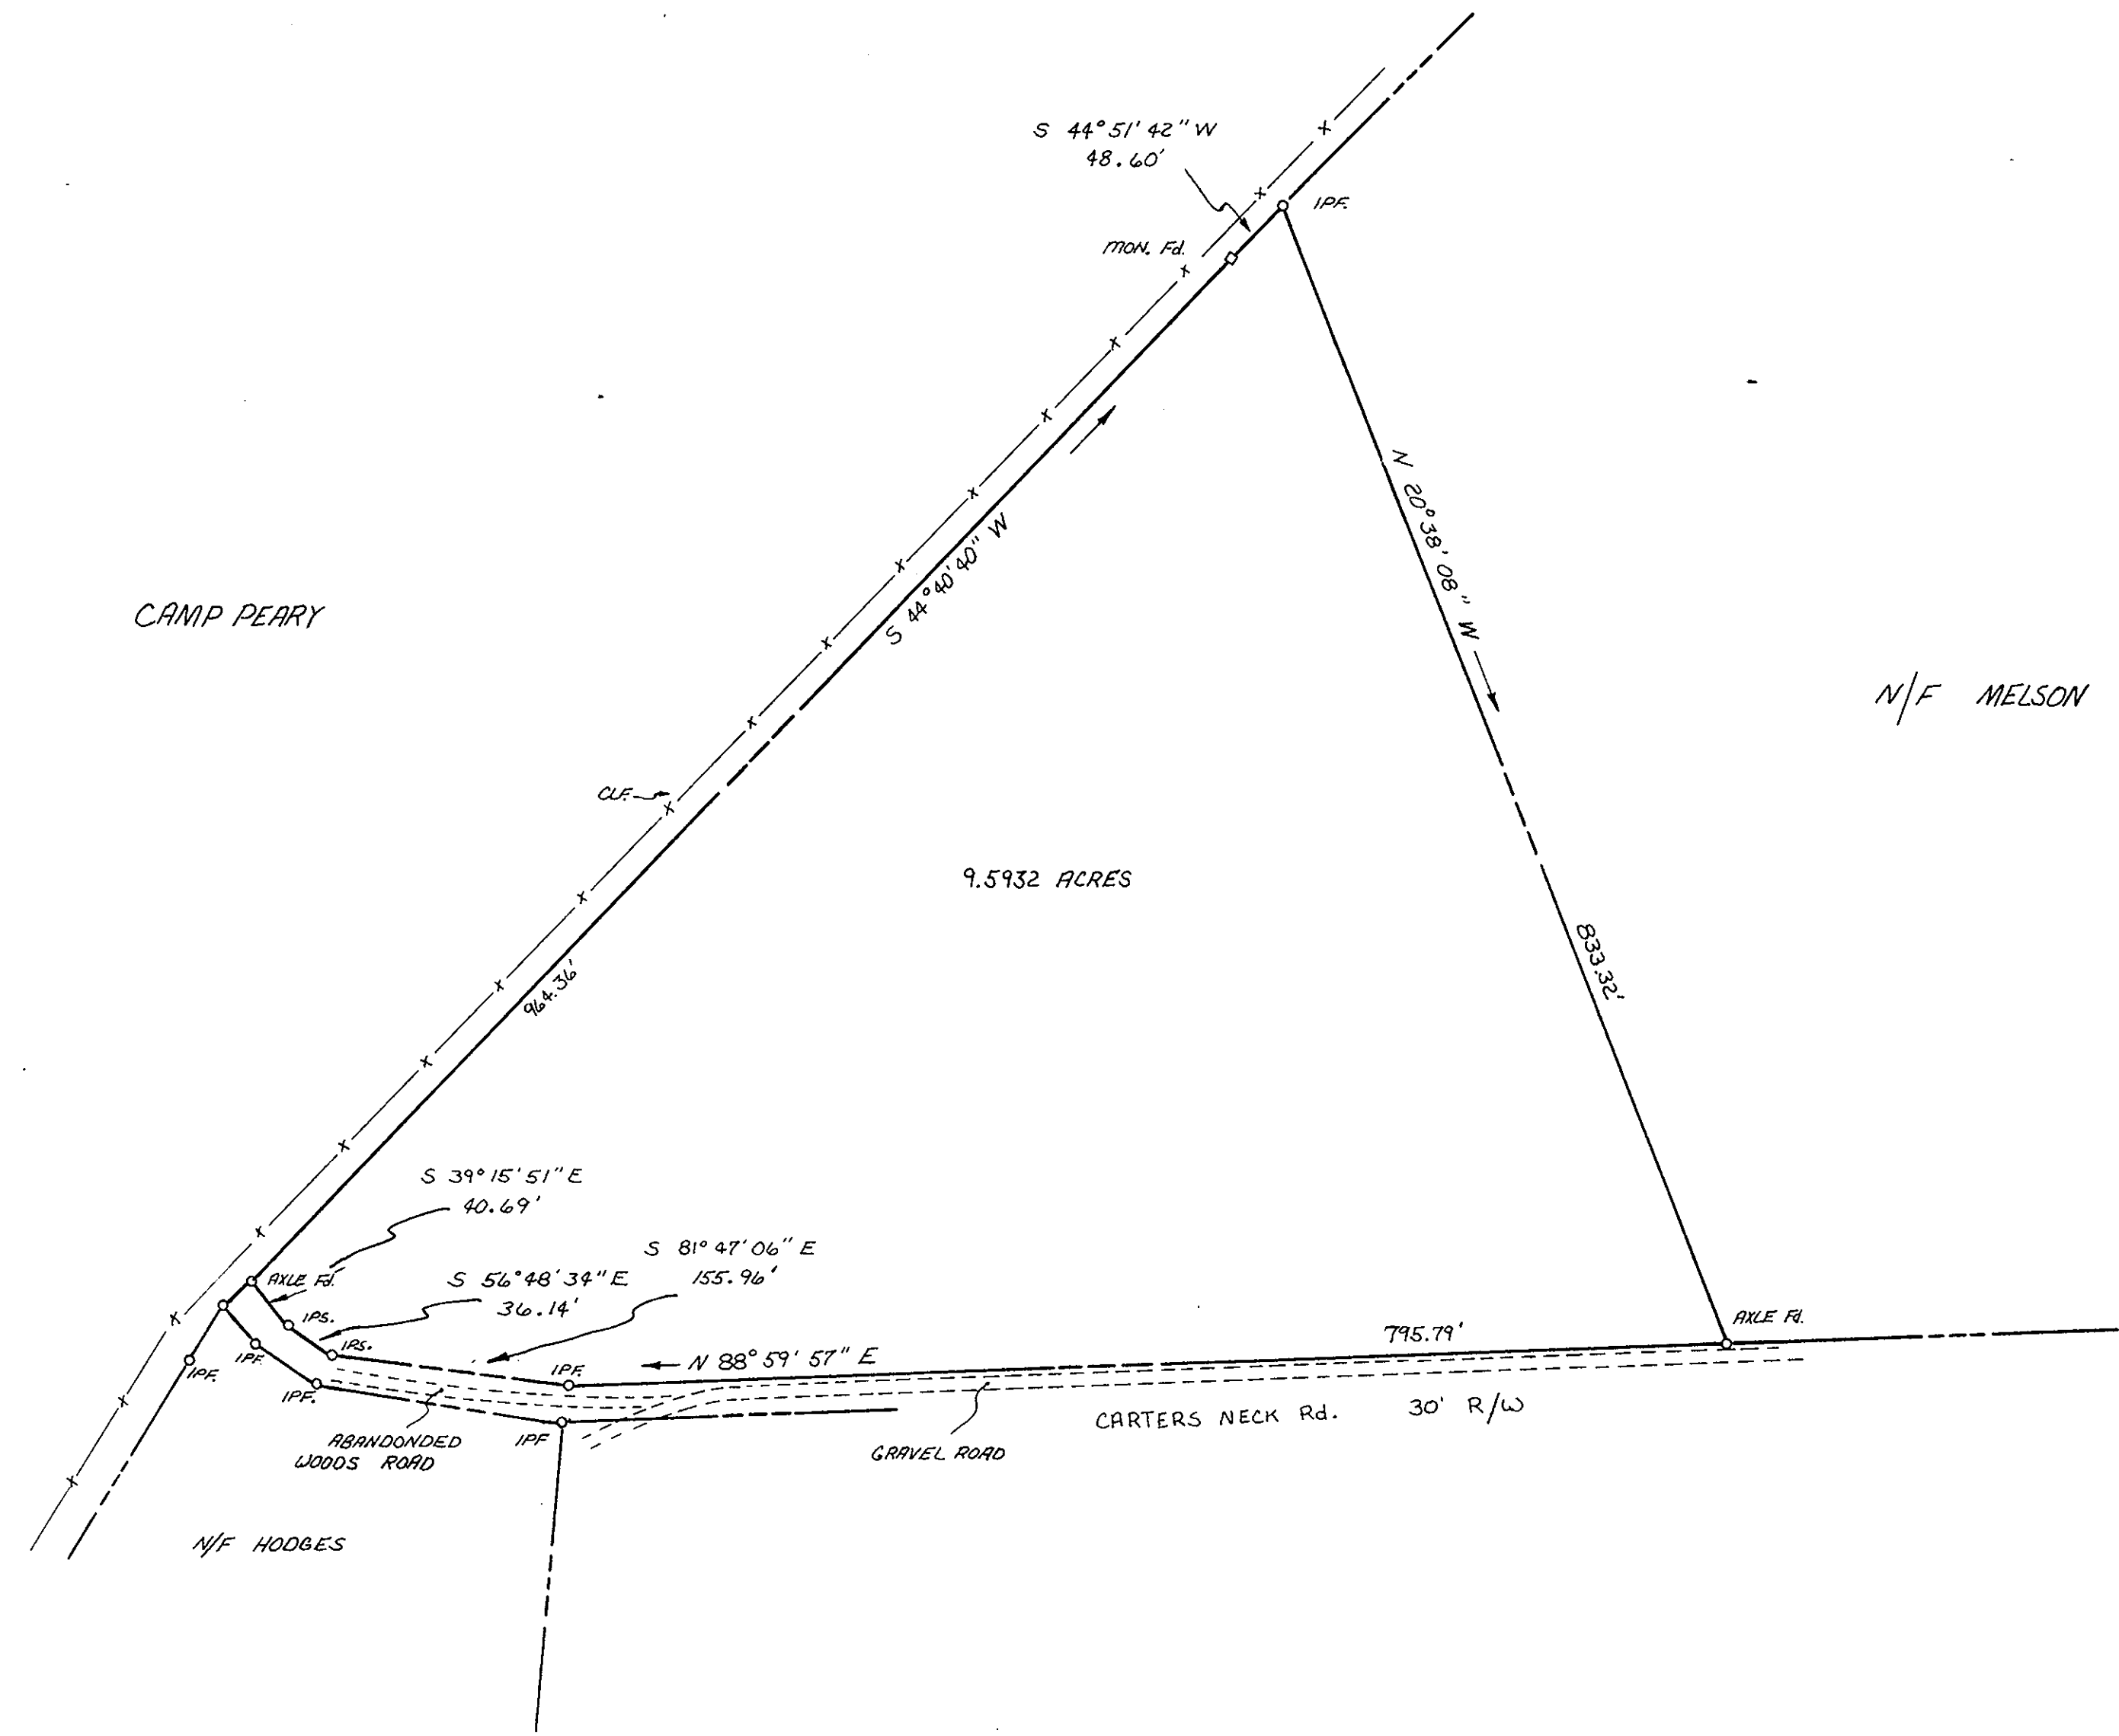 S 44°51'42" W
48.60'
IPF.
MON. Fd.
N 20°38'08" W
S 44°40'40" W
CAMP PEARY
N/F MELSON
CLF.
9.5932 ACRES
833.32'
964.36'
S 39°15'51" E
40.69'
S 81°47'06" E
155.96'
AXLE Fd.
S 56°48'34" E
36.14'
IPS.
AXLE Fd.
795.79'
IPS.
N 88°59'57" E
IPF.
IPF.
IPF.
IPF.
CARTERS NECK Rd. 30' R/W
IPF
ABANDONDED
WOODS ROAD
GRAVEL ROAD
N/F HODGES